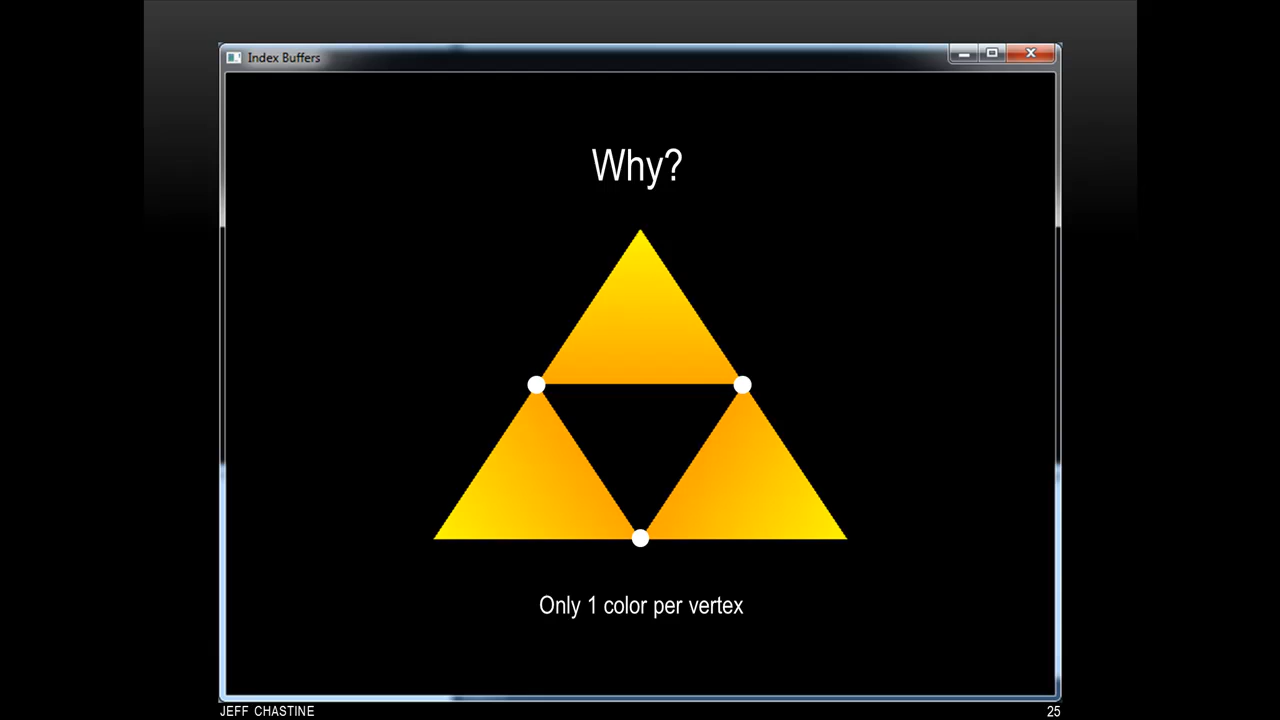 Index Buffers
Why?
Only 1 color per vertex
JEFF CHASTINE
25